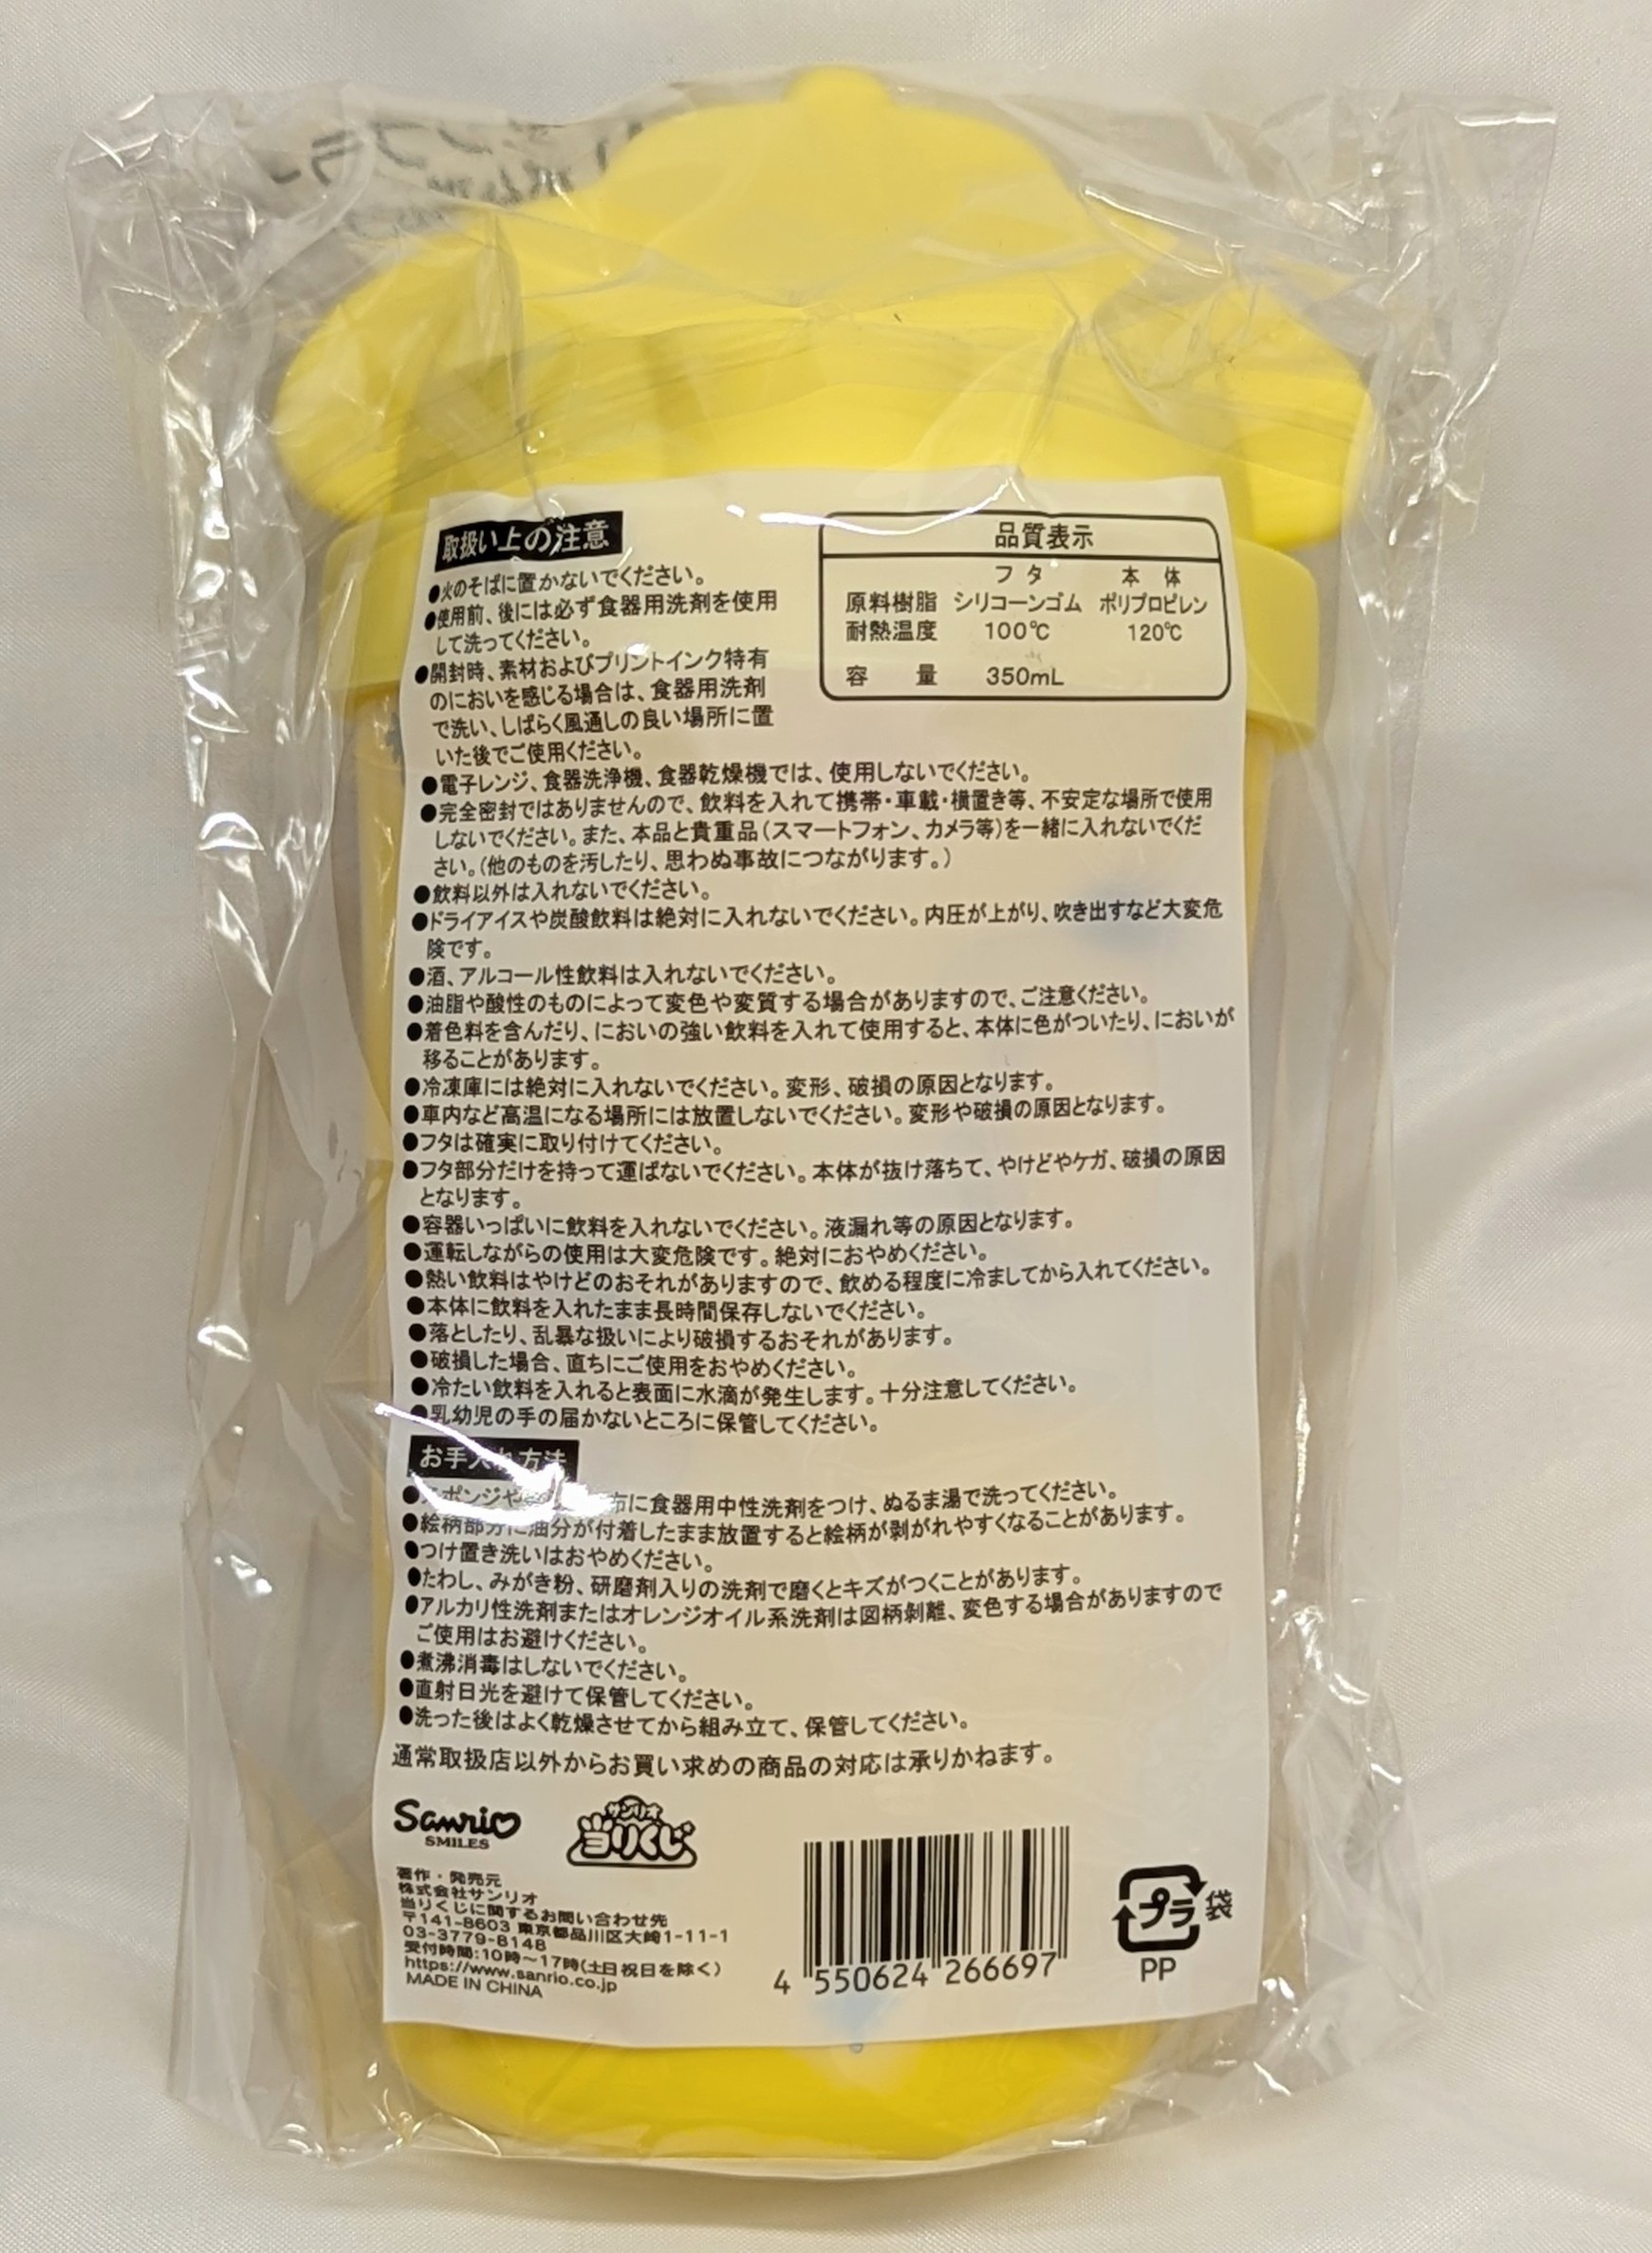 取扱い上の注意
●火のそばに置かないでください。
●使用前、後には必ず食器用洗剤を使用
して洗ってください。
●開封時、素材およびプリントインク特有
のにおいを感じる場合は、食器用洗剤
で洗い、しばらく風通しの良い場所に置
いた後でご使用ください。
品質表示
フタ 本体
原料樹脂 シリコーンゴム ポリプロピレン
耐熱温度 100℃ 120℃
容量 350mL
●電子レンジ、食器洗浄機、食器乾燥機では、使用しないでください。
●完全密封ではありませんので、飲料を入れて携帯・車載・横置き等、不安定な場所で使用
しないでください。また、本品と貴重品(スマートフォン、カメラ等)を一緒に入れないでくだ
さい。(他のものを汚したり、思わぬ事故につながります。)
●飲料以外は入れないでください。
●ドライアイスや炭酸飲料は絶対に入れないでください。内圧が上がり、吹き出すなど大変危
険です。
●酒、アルコール性飲料は入れないでください。
●油脂や酸性のものによって変色や変質する場合がありますので、ご注意ください。
●着色料を含んだり、においの強い飲料を入れて使用すると、本体に色がついたり、においが
移ることがあります。
●冷凍庫には絶対に入れないでください。変形、破損の原因となります。
●車内など高温になる場所には放置しないでください。変形や破損の原因となります。
●フタは確実に取り付けてください。
●フタ部分だけを持って運ばないでください。本体が抜け落ちて、やけどやケガ、破損の原因
となります。
●容器いっぱいに飲料を入れないでください。液漏れ等の原因となります。
●運転しながらの使用は大変危険です。絶対におやめください。
●熱い飲料はやけどのおそれがありますので、飲める程度に冷ましてから入れてください。
●本体に飲料を入れたまま長時間保存しないでください。
●落としたり、乱暴な扱いにより破損するおそれがあります。
●破損した場合、直ちにご使用をおやめください。
●冷たい飲料を入れると表面に水滴が発生します。十分注意してください。
●乳幼児の手の届かないところに保管してください。
お手入れ方法
●スポンジや 布に食器用中性洗剤をつけ、ぬるま湯で洗ってください。
●絵柄部分に油分が付着したまま放置すると絵柄が剥がれやすくなることがあります。
●つけ置き洗いはおやめください。
●たわし、みがき粉、研磨剤入りの洗剤で磨くとキズがつくことがあります。
●アルカリ性洗剤またはオレンジオイル系洗剤は図柄剝離、変色する場合がありますので
ご使用はお避けください。
●煮沸消毒はしないでください。
●直射日光を避けて保管してください。
●洗った後はよく乾燥させてから組み立て、保管してください。
通常取扱店以外からお買い求めの商品の対応は承りかねます。
Sanrio
SMILES
サンリオ
当りくじ
著作・発売元
株式会社サンリオ
当りくじに関するお問い合わせ先
〒141-8603 東京都品川区大崎1-11-1
03-3779-8148
受付時間:10時～17時(土日祝日を除く)
https://www.sanrio.co.jp
MADE IN CHINA
4 550624 266697
プラ 袋
PP